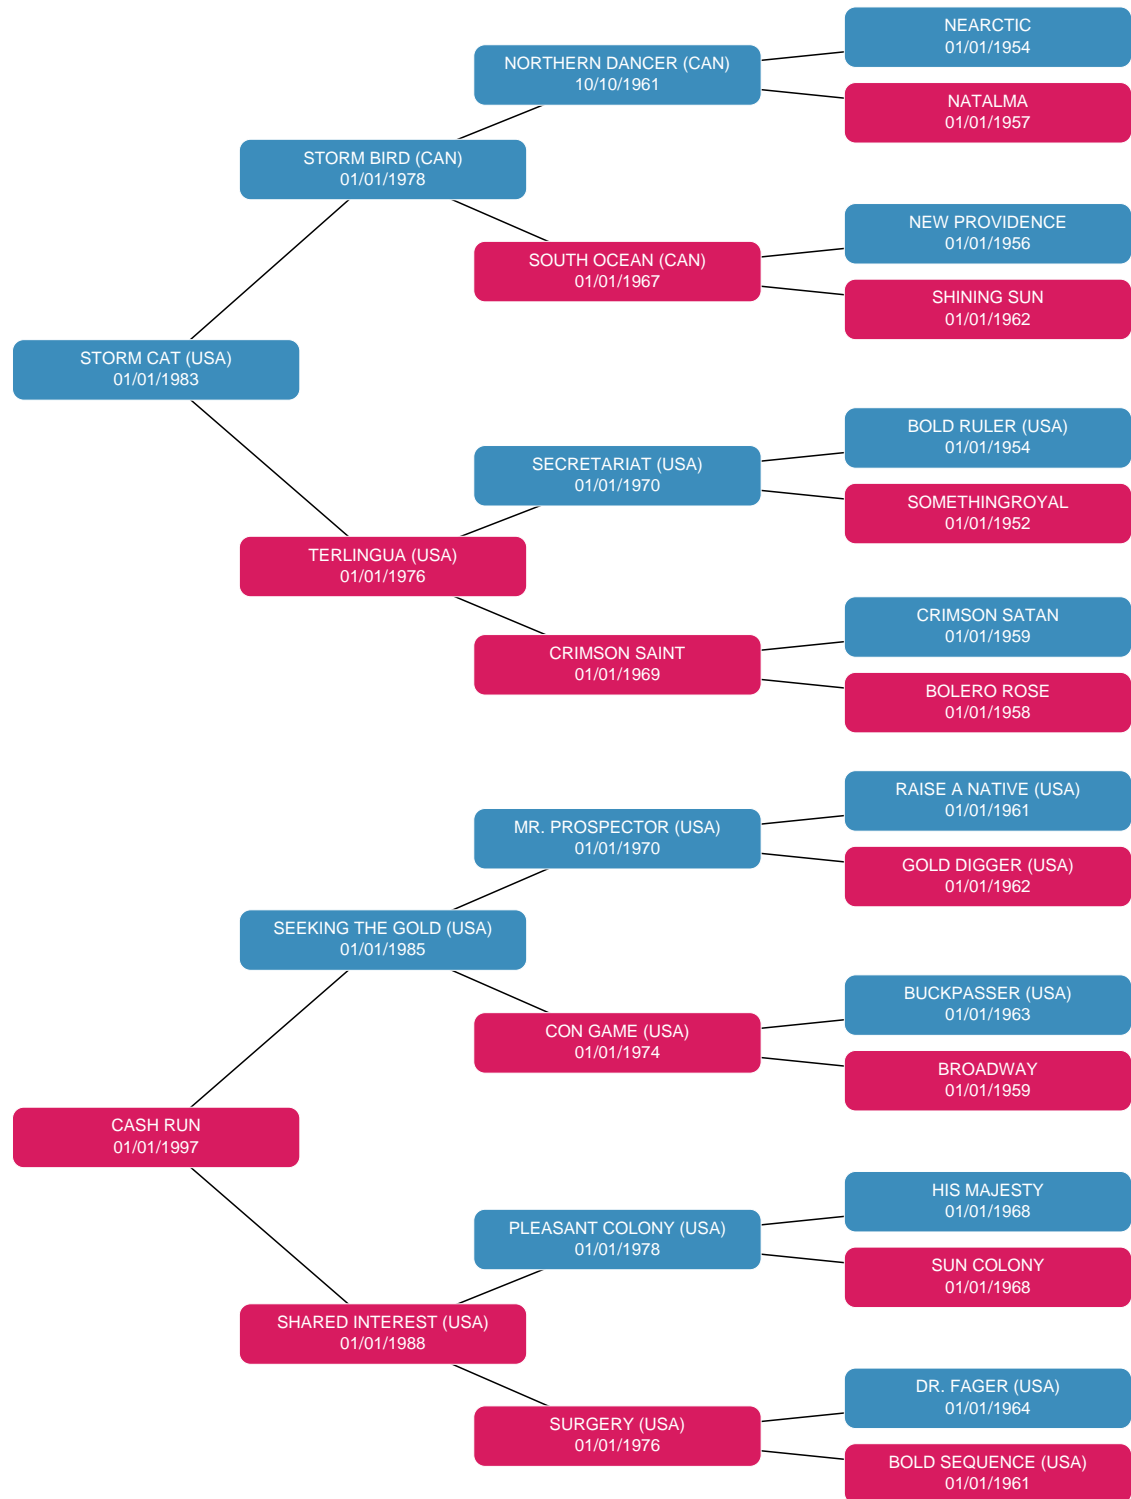 NEARCTIC
01/01/1954
NORTHERN DANCER (CAN)
10/10/1961
NATALMA
01/01/1957
STORM BIRD (CAN)
01/01/1978
NEW PROVIDENCE
01/01/1956
SOUTH OCEAN (CAN)
01/01/1967
SHINING SUN
01/01/1962
STORM CAT (USA)
01/01/1983
BOLD RULER (USA)
01/01/1954
SECRETARIAT (USA)
01/01/1970
SOMETHINGROYAL
01/01/1952
TERLINGUA (USA)
01/01/1976
CRIMSON SATAN
01/01/1959
CRIMSON SAINT
01/01/1969
BOLERO ROSE
01/01/1958
RAISE A NATIVE (USA)
01/01/1961
MR. PROSPECTOR (USA)
01/01/1970
GOLD DIGGER (USA)
01/01/1962
SEEKING THE GOLD (USA)
01/01/1985
BUCKPASSER (USA)
01/01/1963
CON GAME (USA)
01/01/1974
BROADWAY
01/01/1959
CASH RUN
01/01/1997
HIS MAJESTY
01/01/1968
PLEASANT COLONY (USA)
01/01/1978
SUN COLONY
01/01/1968
SHARED INTEREST (USA)
01/01/1988
DR. FAGER (USA)
01/01/1964
SURGERY (USA)
01/01/1976
BOLD SEQUENCE (USA)
01/01/1961